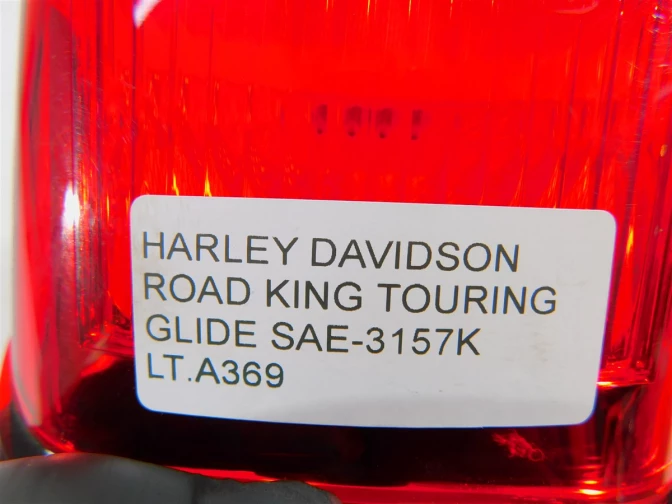 HARLEY DAVIDSON
ROAD KING TOURING
GLIDE SAE-3157K
LT.A369